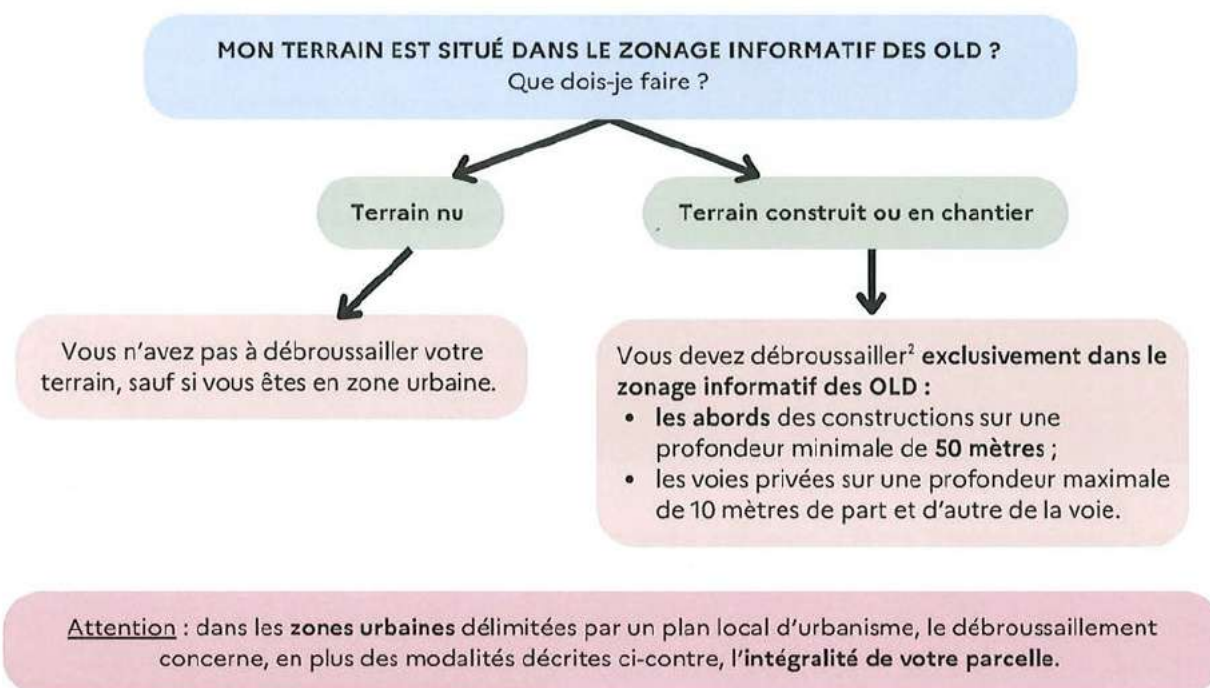 MON TERRAIN EST SITUÉ DANS LE ZONAGE INFORMATIF DES OLD ?
Que dois-je faire ?
Terrain nu
Terrain construit ou en chantier
Vous n'avez pas à débroussailler votre
terrain, sauf si vous êtes en zone urbaine.
Vous devez débroussailler² exclusivement dans le
zonage informatif des OLD :
• les abords des constructions sur une
profondeur minimale de 50 mètres ;
• les voies privées sur une profondeur maximale
de 10 mètres de part et d'autre de la voie.
Attention : dans les zones urbaines délimitées par un plan local d'urbanisme, le débroussaillement
concerne, en plus des modalités décrites ci-contre, l'intégralité de votre parcelle.